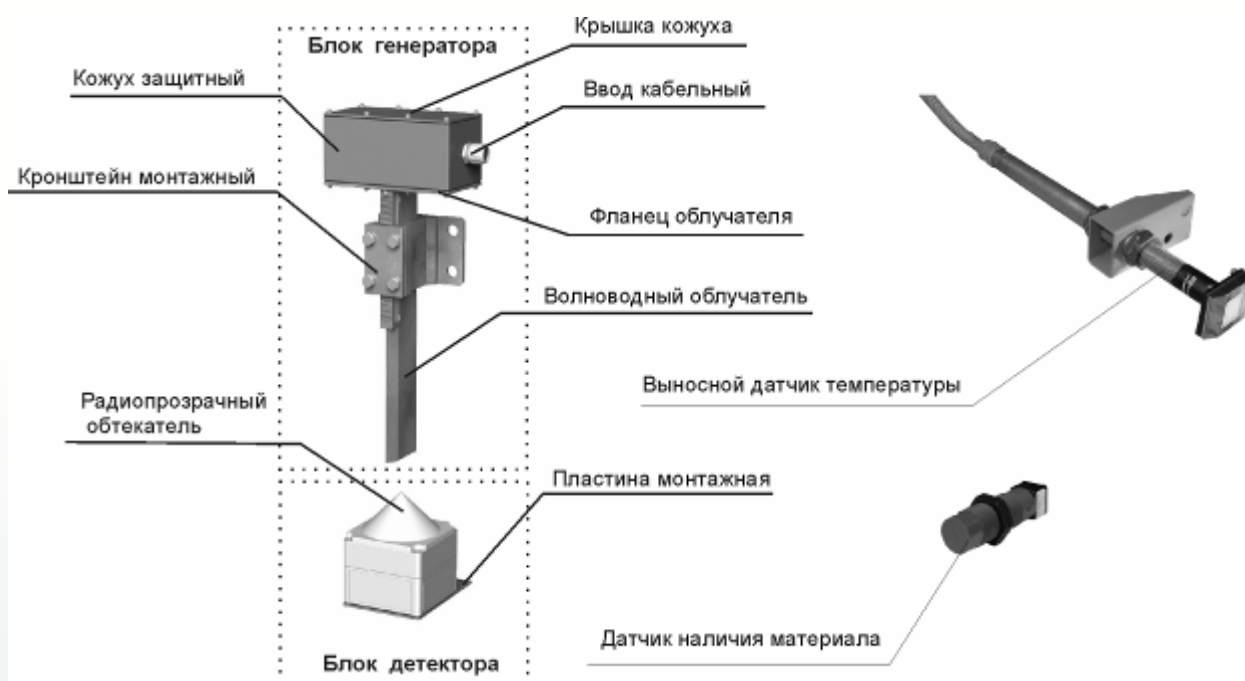 Крышка кожуха
Блок генератора
Кожух защитный
Ввод кабельный
Кронштейн монтажный
Фланец облучателя
Волноводный облучатель
Выносной датчик температуры
Радиопрозрачный
обтекатель
Пластина монтажная
Датчик наличия материала
Блок детектора